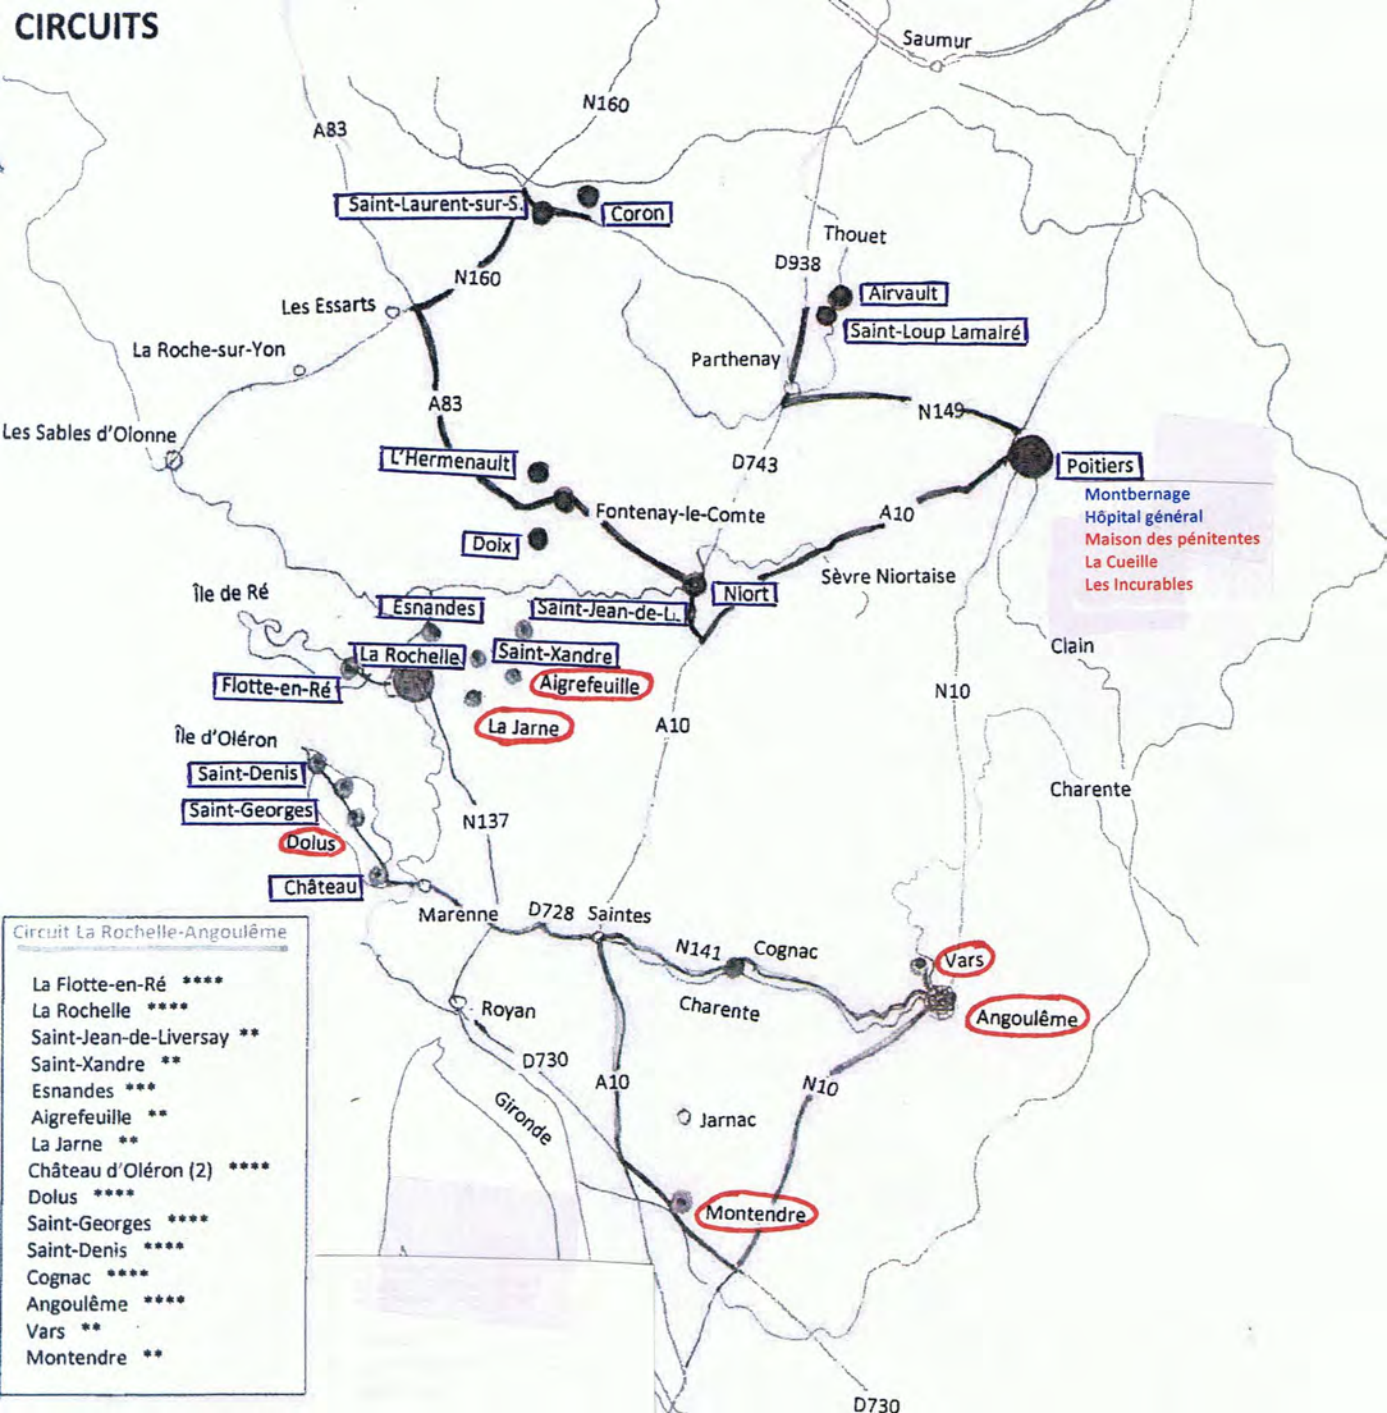 CIRCUITS
Saumur
N160
A83
Saint-Laurent-sur-S.
Coron
Thouet
D938
N160
Airvault
Les Essarts
Saint-Loup Lamairé
La Roche-sur-Yon
Parthenay
A83
N149
Les Sables d'Olonne
L'Hermenault
D743
Poitiers
Montbernage
Hôpital général
Maison des pénitentes
La Cueille
Les Incurables
Fontenay-le-Comte
A10
Doix
Sèvre Niortaise
Île de Ré
Niort
Esnandes
Saint-Jean-de-L.
Clain
La Rochelle
Saint-Xandre
Flotte-en-Ré
Aigrefeuille
N10
La Jarne
A10
Île d'Oléron
Saint-Denis
Charente
Saint-Georges
N137
Dolus
Château
Marenne
D728
Saintes
N141
Cognac
Vars
Charente
Royan
Angoulême
D730
A10
N10
Gironde
Jarnac
Montendre
D730
Circuit La Rochelle-Angoulême
La Flotte-en-Ré ****
La Rochelle ****
Saint-Jean-de-Liversay **
Saint-Xandre **
Esnandes ***
Aigrefeuille **
La Jarne **
Château d'Oléron (2) ****
Dolus ****
Saint-Georges ****
Saint-Denis ****
Cognac ****
Angoulême ****
Vars **
Montendre **